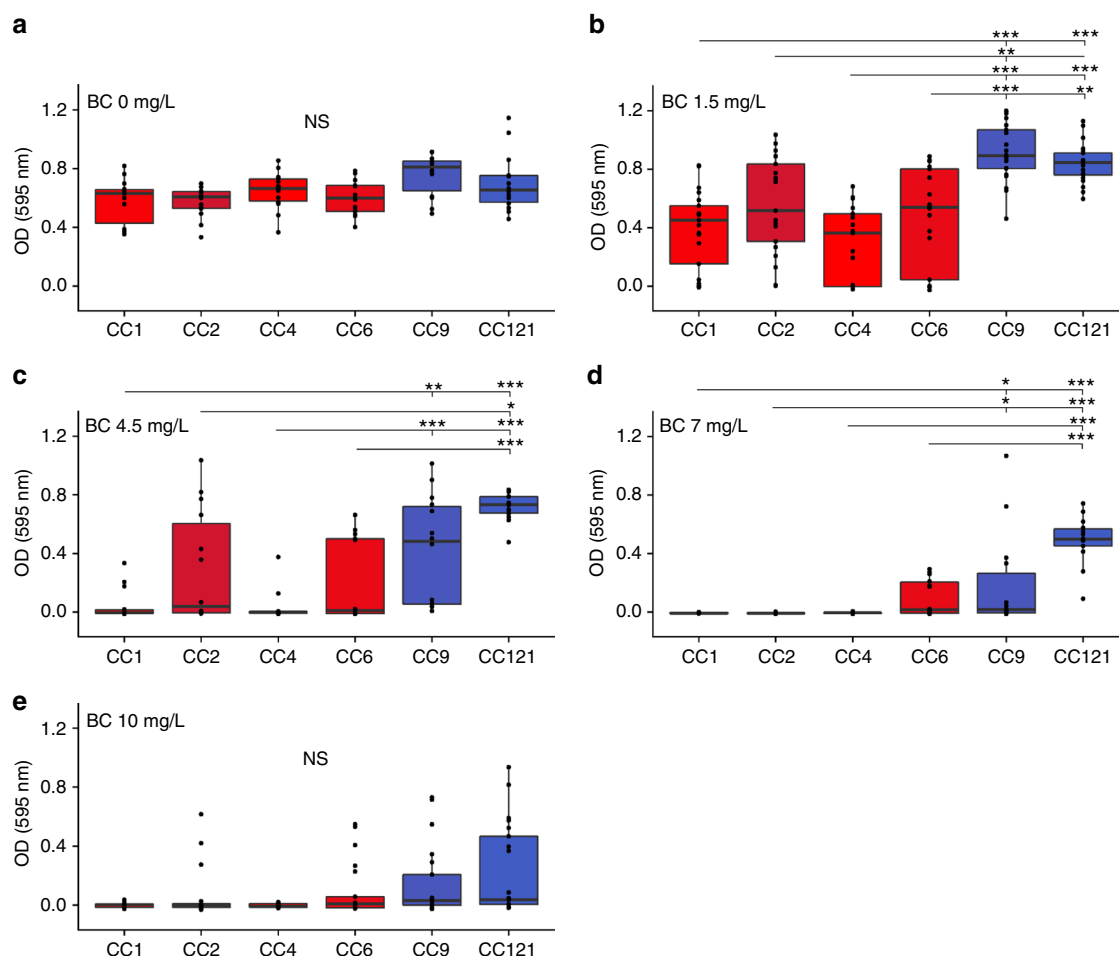 a
BC 0 mg/L
NS
OD (595 nm)
1.2
0.8
0.4
0.0
CC1 CC2 CC4 CC6 CC9 CC121
b
*** ***
**
*** ***
*** **
BC 1.5 mg/L
OD (595 nm)
1.2
0.8
0.4
0.0
CC1 CC2 CC4 CC6 CC9 CC121
c
** ***
*
*** ***
***
BC 4.5 mg/L
OD (595 nm)
1.2
0.8
0.4
0.0
CC1 CC2 CC4 CC6 CC9 CC121
d
* ***
* ***
***
***
BC 7 mg/L
OD (595 nm)
1.2
0.8
0.4
0.0
CC1 CC2 CC4 CC6 CC9 CC121
e
BC 10 mg/L
NS
OD (595 nm)
1.2
0.8
0.4
0.0
CC1 CC2 CC4 CC6 CC9 CC121